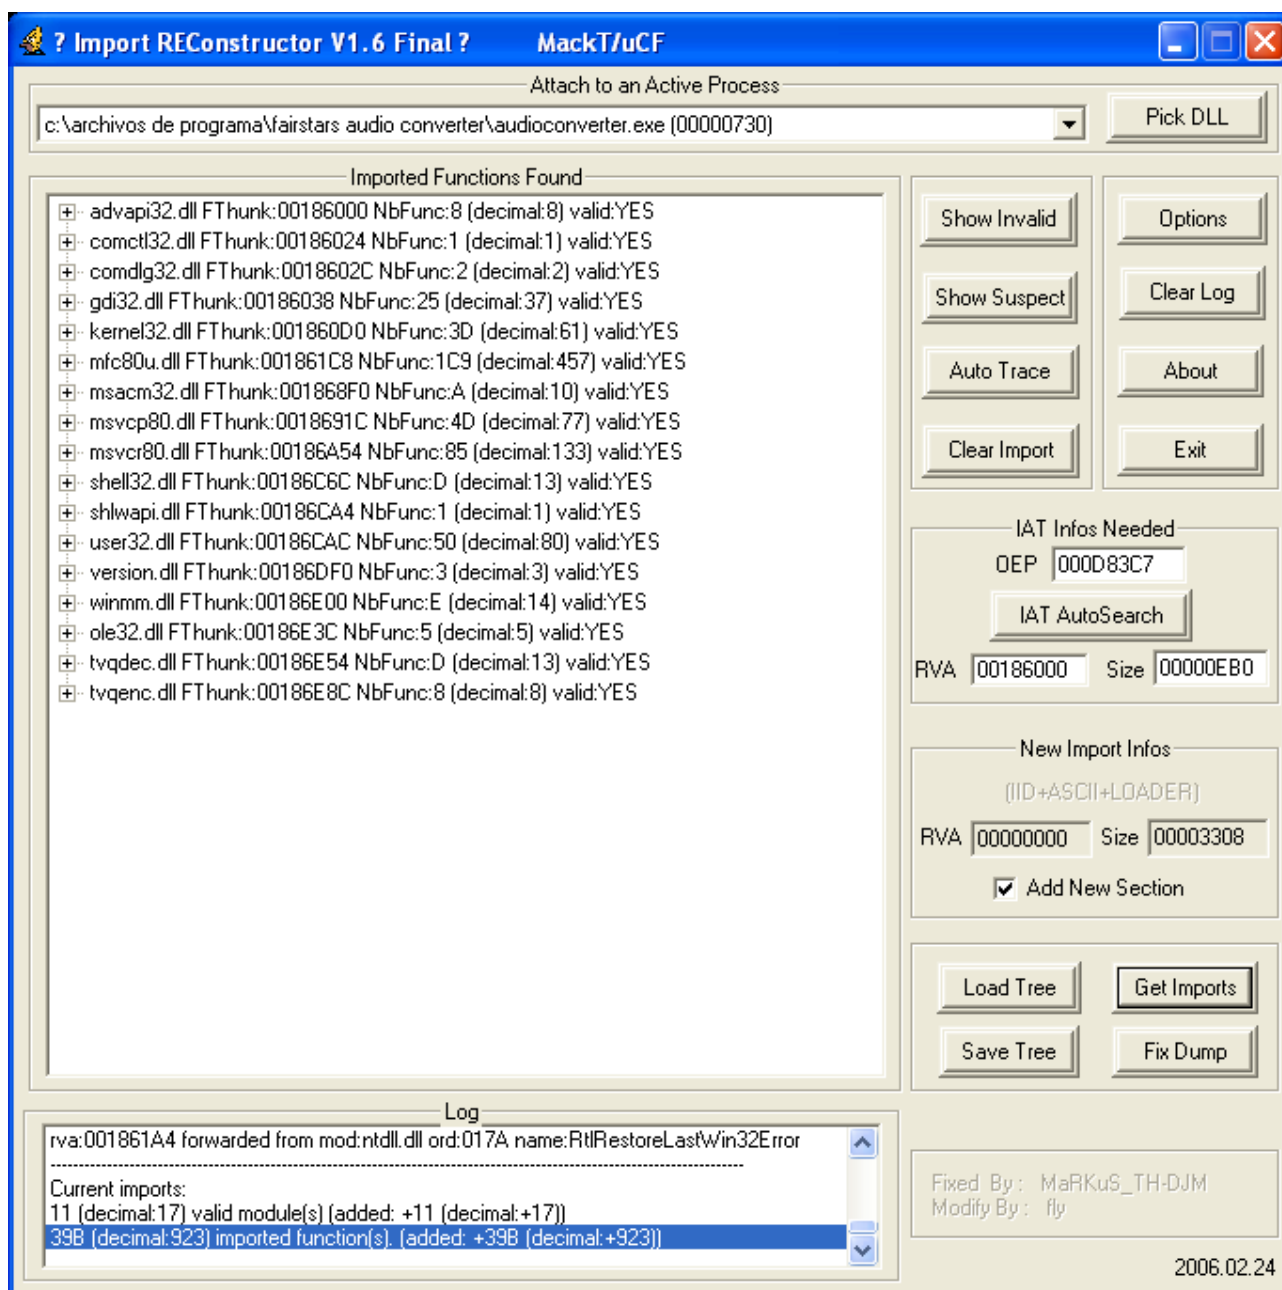 ? Import REConstructor V1.6 Final ? MackT/uCF
Attach to an Active Process
c:\archivos de programa\fairstars audio converter\audioconverter.exe (00000730)
Pick DLL
Imported Functions Found
advapi32.dll FThunk:00186000 NbFunc:8 (decimal:8) valid:YES
comctl32.dll FThunk:00186024 NbFunc:1 (decimal:1) valid:YES
comdlg32.dll FThunk:0018602C NbFunc:2 (decimal:2) valid:YES
gdi32.dll FThunk:00186038 NbFunc:25 (decimal:37) valid:YES
kernel32.dll FThunk:001860D0 NbFunc:3D (decimal:61) valid:YES
mfc80u.dll FThunk:001861C8 NbFunc:1C9 (decimal:457) valid:YES
msacm32.dll FThunk:001868F0 NbFunc:A (decimal:10) valid:YES
msvcp80.dll FThunk:0018691C NbFunc:4D (decimal:77) valid:YES
msvcr80.dll FThunk:00186A54 NbFunc:85 (decimal:133) valid:YES
shell32.dll FThunk:00186C6C NbFunc:D (decimal:13) valid:YES
shlwapi.dll FThunk:00186CA4 NbFunc:1 (decimal:1) valid:YES
user32.dll FThunk:00186CAC NbFunc:50 (decimal:80) valid:YES
version.dll FThunk:00186DF0 NbFunc:3 (decimal:3) valid:YES
winmm.dll FThunk:00186E00 NbFunc:E (decimal:14) valid:YES
ole32.dll FThunk:00186E3C NbFunc:5 (decimal:5) valid:YES
tvqdec.dll FThunk:00186E54 NbFunc:D (decimal:13) valid:YES
tvqenc.dll FThunk:00186E8C NbFunc:8 (decimal:8) valid:YES
Show Invalid
Options
Show Suspect
Clear Log
Auto Trace
About
Clear Import
Exit
IAT Infos Needed
OEP 000D83C7
IAT AutoSearch
RVA 00186000 Size 00000EB0
New Import Infos
(IID+ASCII+LOADER)
RVA 00000000 Size 00003308
Add New Section
Load Tree
Get Imports
Save Tree
Fix Dump
Log
rva:001861A4 forwarded from mod:ntdll.dll ord:017A name:RtlRestoreLastWin32Error
Current imports:
11 (decimal:17) valid module(s) (added: +11 (decimal:+17))
39B (decimal:923) imported function(s). (added: +39B (decimal:+923))
Fixed By : MaRKuS_TH-DJM
Modify By : fly
2006.02.24